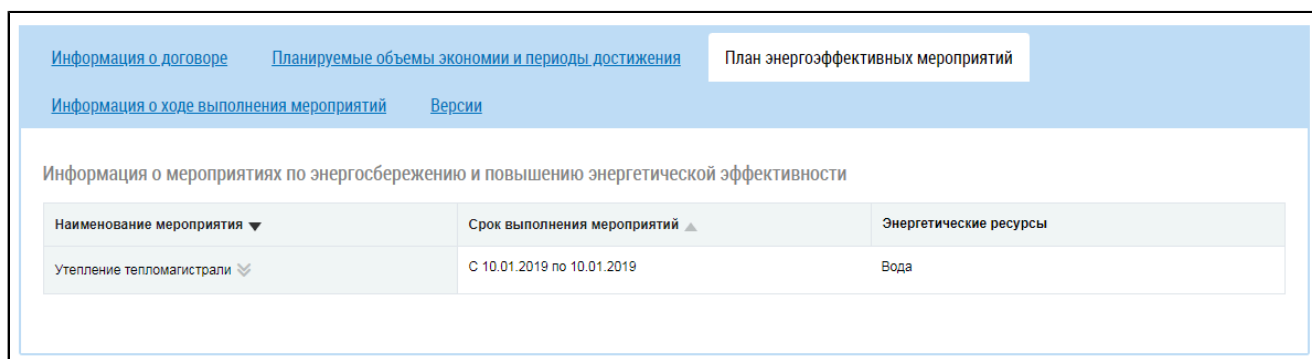 Информация о договоре Планируемые объемы экономии и периоды достижения План энергоэффективных мероприятий
Информация о ходе выполнения мероприятий Версии
Информация о мероприятиях по энергосбережению и повышению энергетической эффективности
Наименование мероприятия Срок выполнения мероприятий Энергетические ресурсы
Утепление тепломагистрали С 10.01.2019 по 10.01.2019 Вода